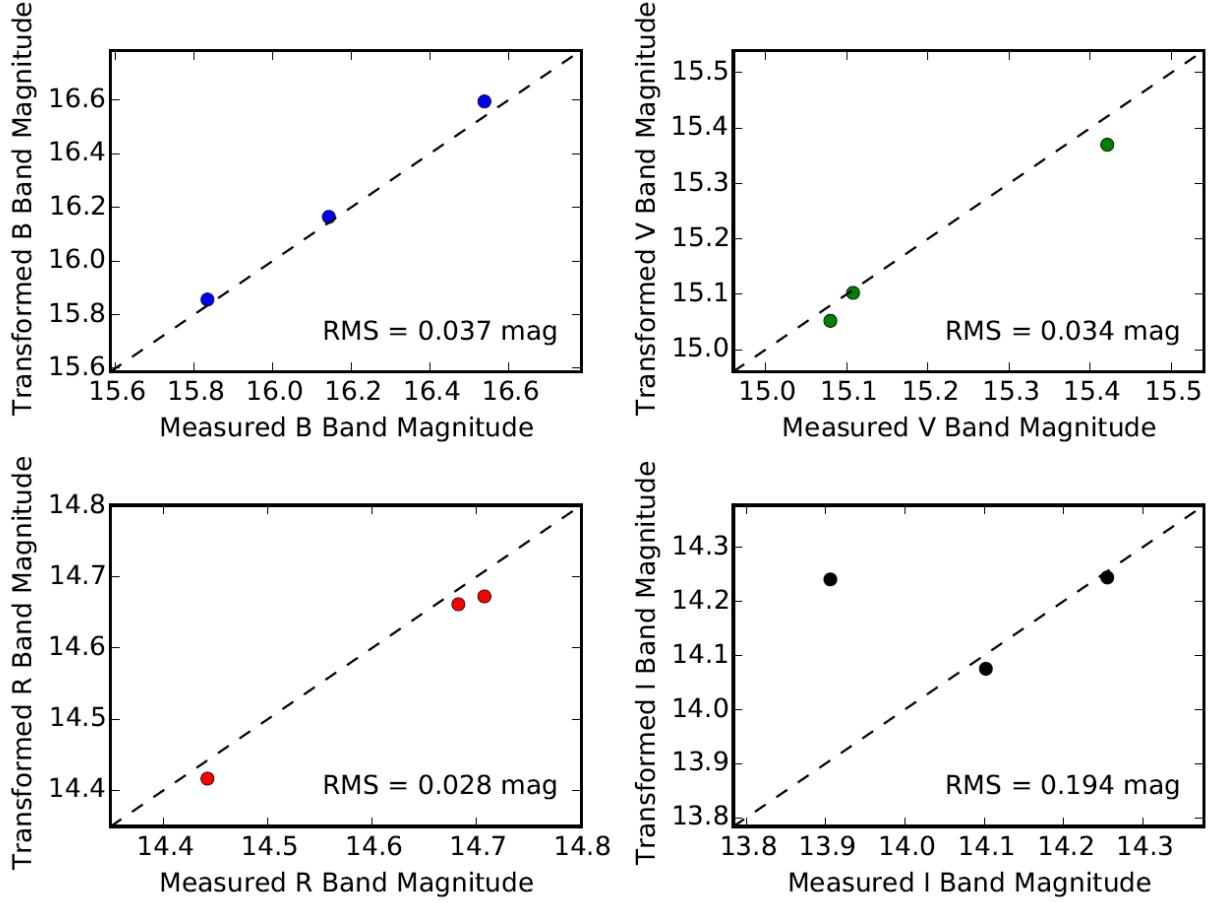 Transformed B Band Magnitude
16.6
16.4
16.2
16.0
15.8
15.6
RMS = 0.037 mag
15.6 15.8 16.0 16.2 16.4 16.6
Measured B Band Magnitude
Transformed V Band Magnitude
15.5
15.4
15.3
15.2
15.1
15.0
RMS = 0.034 mag
15.0 15.1 15.2 15.3 15.4 15.5
Measured V Band Magnitude
Transformed R Band Magnitude
14.8
14.7
14.6
14.5
14.4
RMS = 0.028 mag
14.4 14.5 14.6 14.7 14.8
Measured R Band Magnitude
Transformed I Band Magnitude
14.3
14.2
14.1
14.0
13.9
13.8
RMS = 0.194 mag
13.8 13.9 14.0 14.1 14.2 14.3
Measured I Band Magnitude